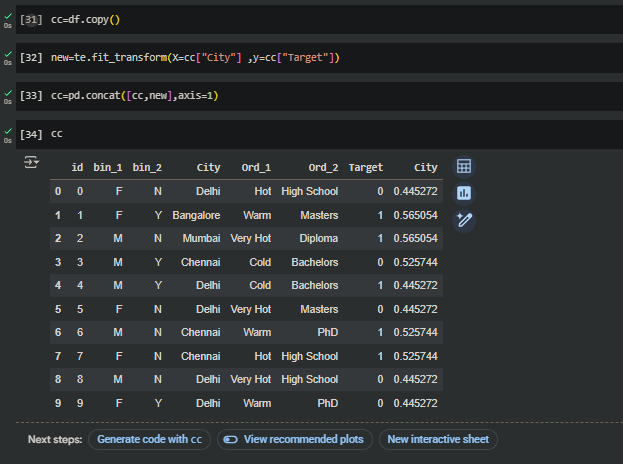 [31] cc=df.copy()
0s
[32] new=te.fit_transform(X=cc["City"] ,y=cc["Target"])
0s
[33] cc=pd.concat([cc,new],axis=1)
0s
[34] cc
0s
id bin_1 bin_2 City Ord_1 Ord_2 Target City
0 0 F N Delhi Hot High School 0 0.445272
1 1 F Y Bangalore Warm Masters 1 0.565054
2 2 M N Mumbai Very Hot Diploma 1 0.565054
3 3 M Y Chennai Cold Bachelors 0 0.525744
4 4 M Y Delhi Cold Bachelors 1 0.445272
5 5 F N Delhi Very Hot Masters 0 0.445272
6 6 M N Chennai Warm PhD 1 0.525744
7 7 F N Chennai Hot High School 1 0.525744
8 8 M N Delhi Very Hot High School 0 0.445272
9 9 F Y Delhi Warm PhD 0 0.445272
Next steps: Generate code with cc View recommended plots New interactive sheet